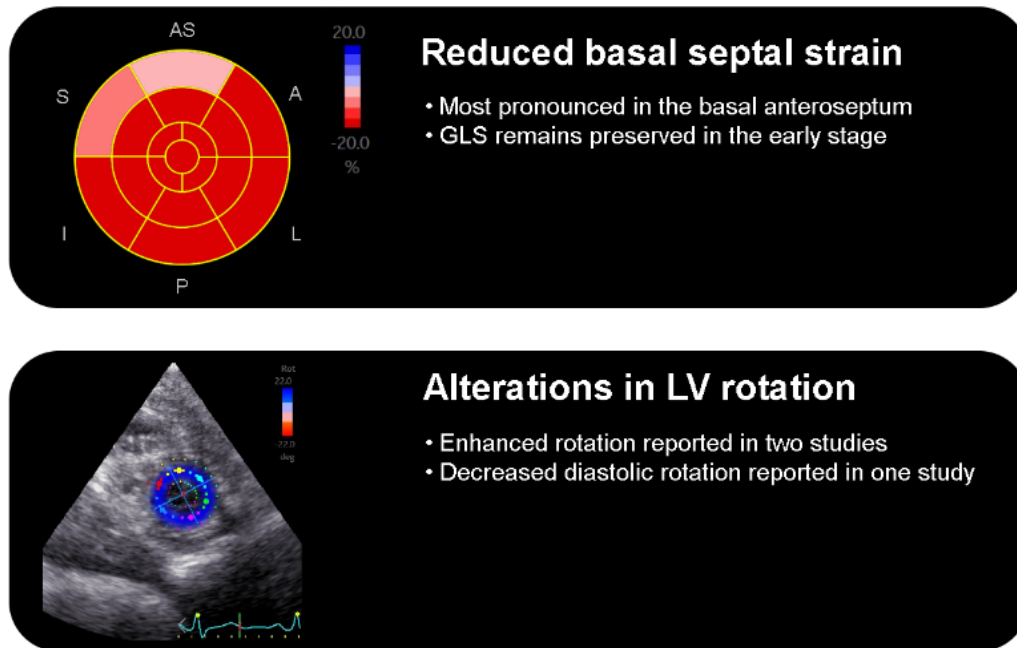 AS
20.0
Reduced basal septal strain
S
A
• Most pronounced in the basal anteroseptum
• GLS remains preserved in the early stage
-20.0
%
I
L
P
Rot
22.0
Alterations in LV rotation
-22.0
deg
• Enhanced rotation reported in two studies
• Decreased diastolic rotation reported in one study